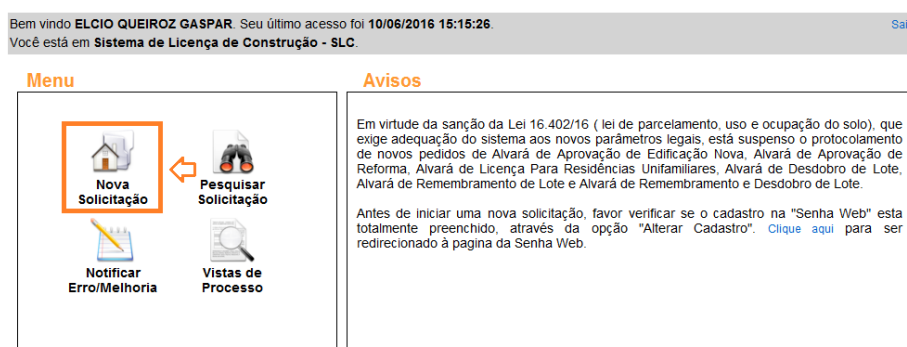 Bem vindo ELCIO QUEIROZ GASPAR. Seu último acesso foi 10/06/2016 15:15:26.
Sai
Você está em Sistema de Licença de Construção - SLC.
Menu
Nova
Solicitação
Pesquisar
Solicitação
Notificar
Erro/Melhoria
Vistas de
Processo
Avisos
Em virtude da sanção da Lei 16.402/16 ( lei de parcelamento, uso e ocupação do solo), que
exige adequação do sistema aos novos parâmetros legais, está suspenso o protocolamento
de novos pedidos de Alvará de Aprovação de Edificação Nova, Alvará de Aprovação de
Reforma, Alvará de Licença Para Residências Unifamiliares, Alvará de Desdobro de Lote,
Alvará de Remembramento de Lote e Alvará de Remembramento e Desdobro de Lote.
Antes de iniciar uma nova solicitação, favor verificar se o cadastro na "Senha Web" esta
totalmente preenchido, através da opção "Alterar Cadastro". Clique aqui para ser
redirecionado à pagina da Senha Web.